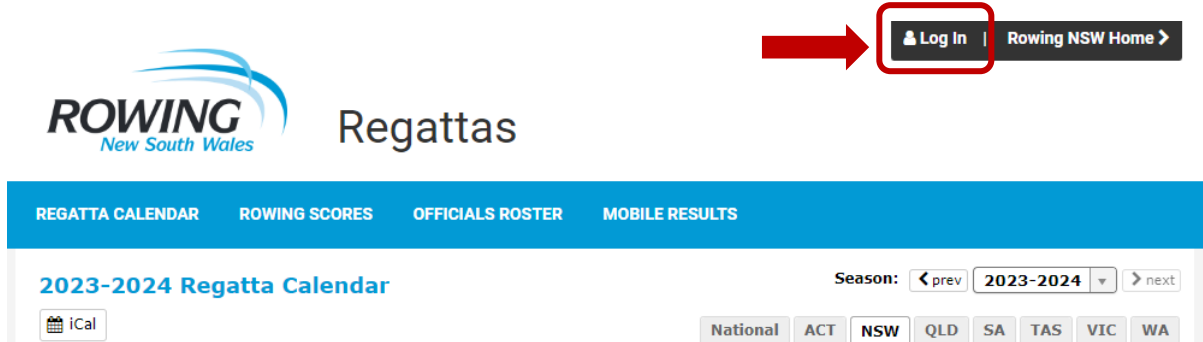 Log In | Rowing NSW Home
ROWING
New South Wales
Regattas
REGATTA CALENDAR ROWING SCORES OFFICIALS ROSTER MOBILE RESULTS
2023-2024 Regatta Calendar
Season: prev 2023-2024 next
iCal
National ACT NSW QLD SA TAS VIC WA